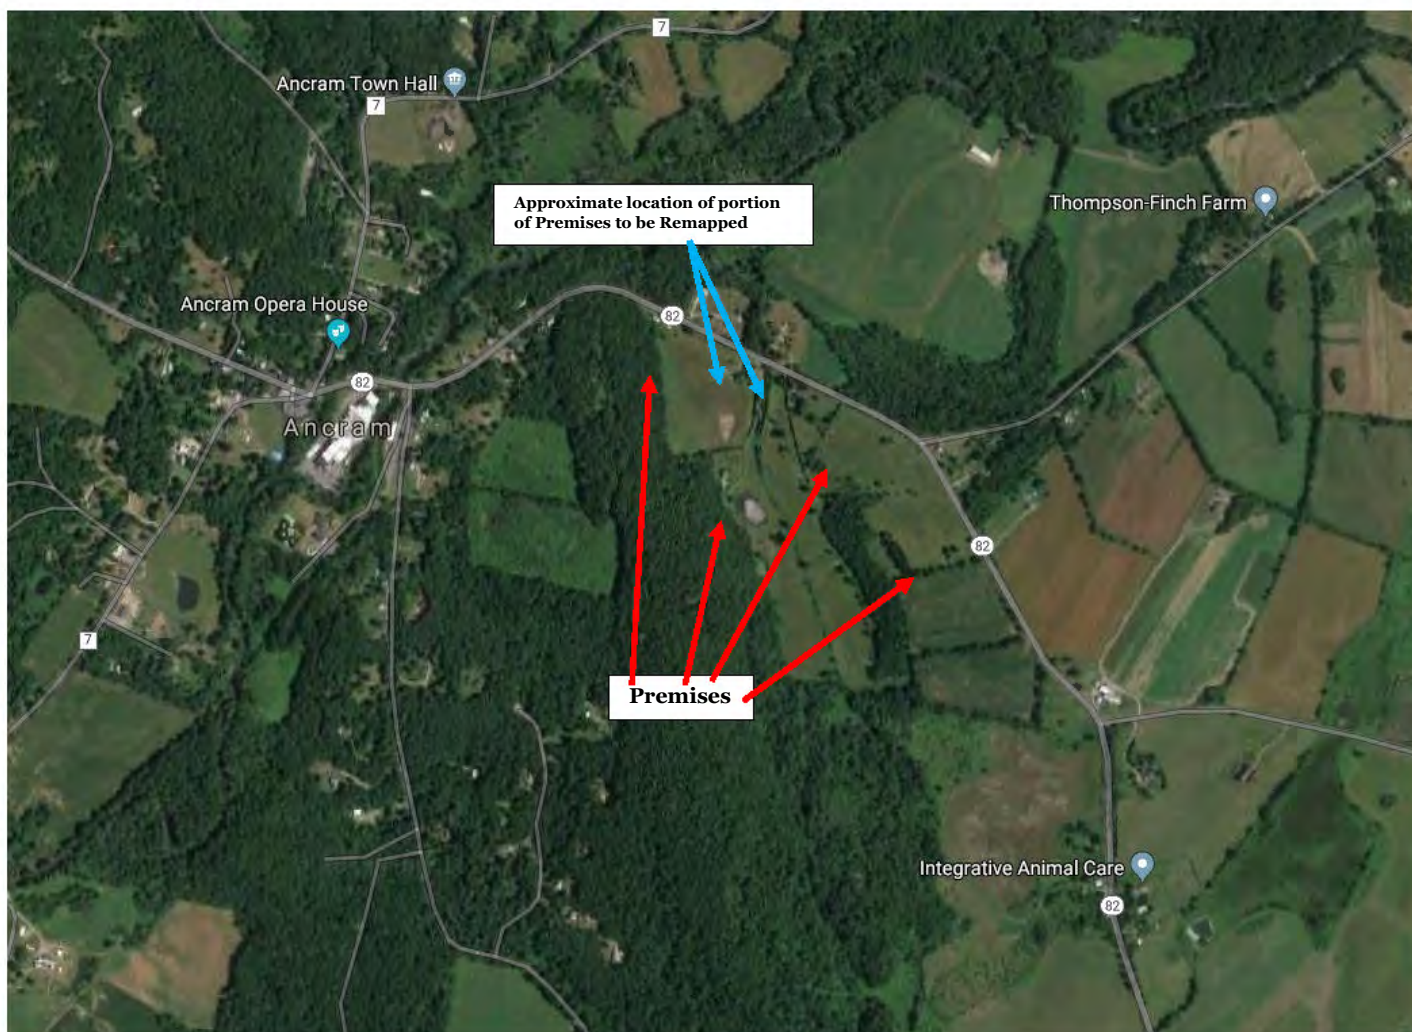 7
Ancram Town Hall
7
Approximate location of portion
of Premises to be Remapped
Thompson-Finch Farm
Ancram Opera House
82
82
Ancram
82
7
Premises
Integrative Animal Care
82